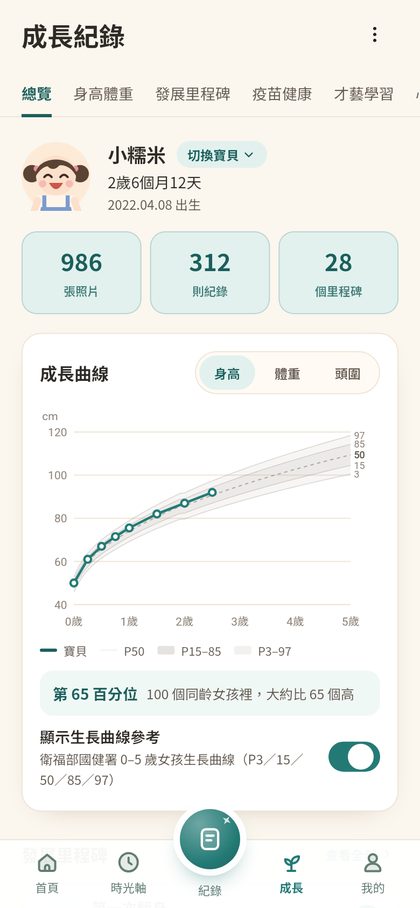 成長紀錄
總覽 身高體重 發展里程碑 疫苗健康 才藝學習
小糯米 切換寶貝
2歲6個月12天
2022.04.08 出生
986 312 28
張照片 則紀錄 個里程碑
成長曲線 身高 體重 頭圍
cm
120
100
80
60
40
97
85
50
15
3
0歲 1歲 2歲 3歲 4歲 5歲
寶貝 P50 P15–85 P3–97
第 65 百分位 100 個同齡女孩裡，大約比 65 個高
顯示生長曲線參考
衛福部國健署 0–5 歲女孩生長曲線（P3／15／
50／85／97）
發展里程碑
首頁 時光軸 紀錄 成長 我的